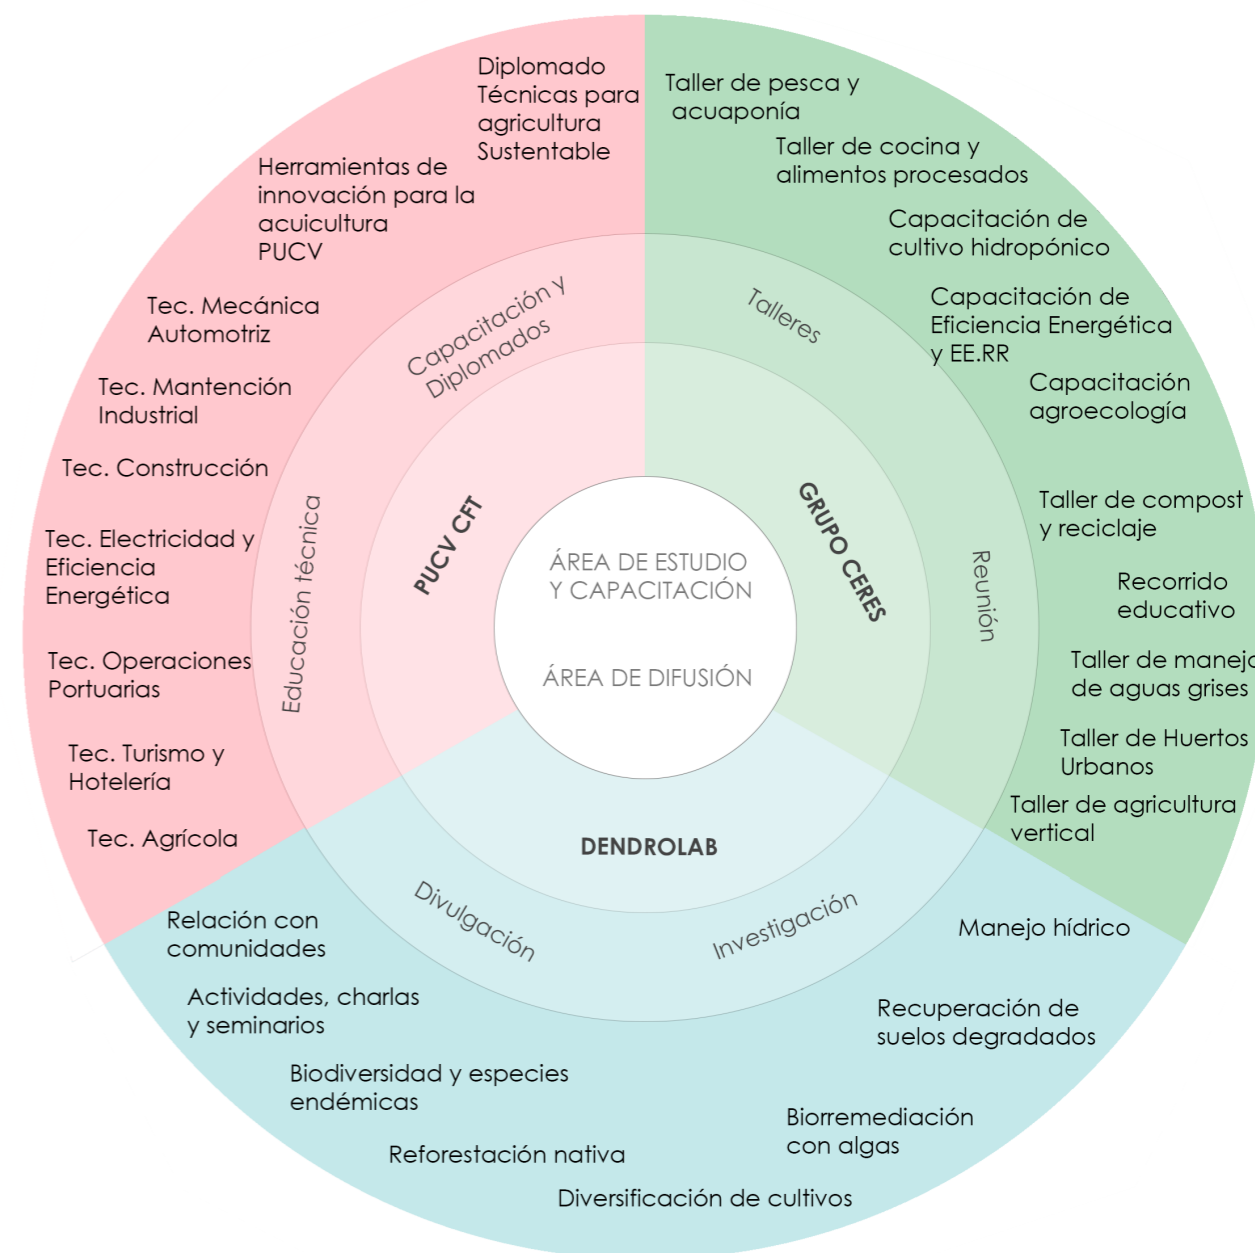 Diplomado
Técnicas para
agricultura
Sustentable
Herramientas de
innovación para la
acuicultura
PUCV
Tec. Mecánica
Automotriz
Tec. Mantención
Industrial
Tec. Construcción
Tec. Electricidad y
Eficiencia
Energética
Tec. Operaciones
Portuarias
Tec. Turismo y
Hotelería
Tec. Agrícola
Capacitación y
Diplomados
Educación técnica
PUCV CFT
Taller de pesca y
acuaponía
Taller de cocina y
alimentos procesados
Capacitación de
cultivo hidropónico
Capacitación de
Eficiencia Energética
y EE.RR
Capacitación
agroecología
Taller de compost
y reciclaje
Recorrido
educativo
Taller de manejo
de aguas grises
Taller de Huertos
Urbanos
Taller de agricultura
vertical
Talleres
Reunión
GRUPO CERES
ÁREA DE ESTUDIO
Y CAPACITACIÓN
ÁREA DE DIFUSIÓN
DENDROLAB
Divulgación
Investigación
Relación con
comunidades
Actividades, charlas
y seminarios
Biodiversidad y especies
endémicas
Reforestación nativa
Diversificación de cultivos
Biorremediación
con algas
Recuperación de
suelos degradados
Manejo hídrico